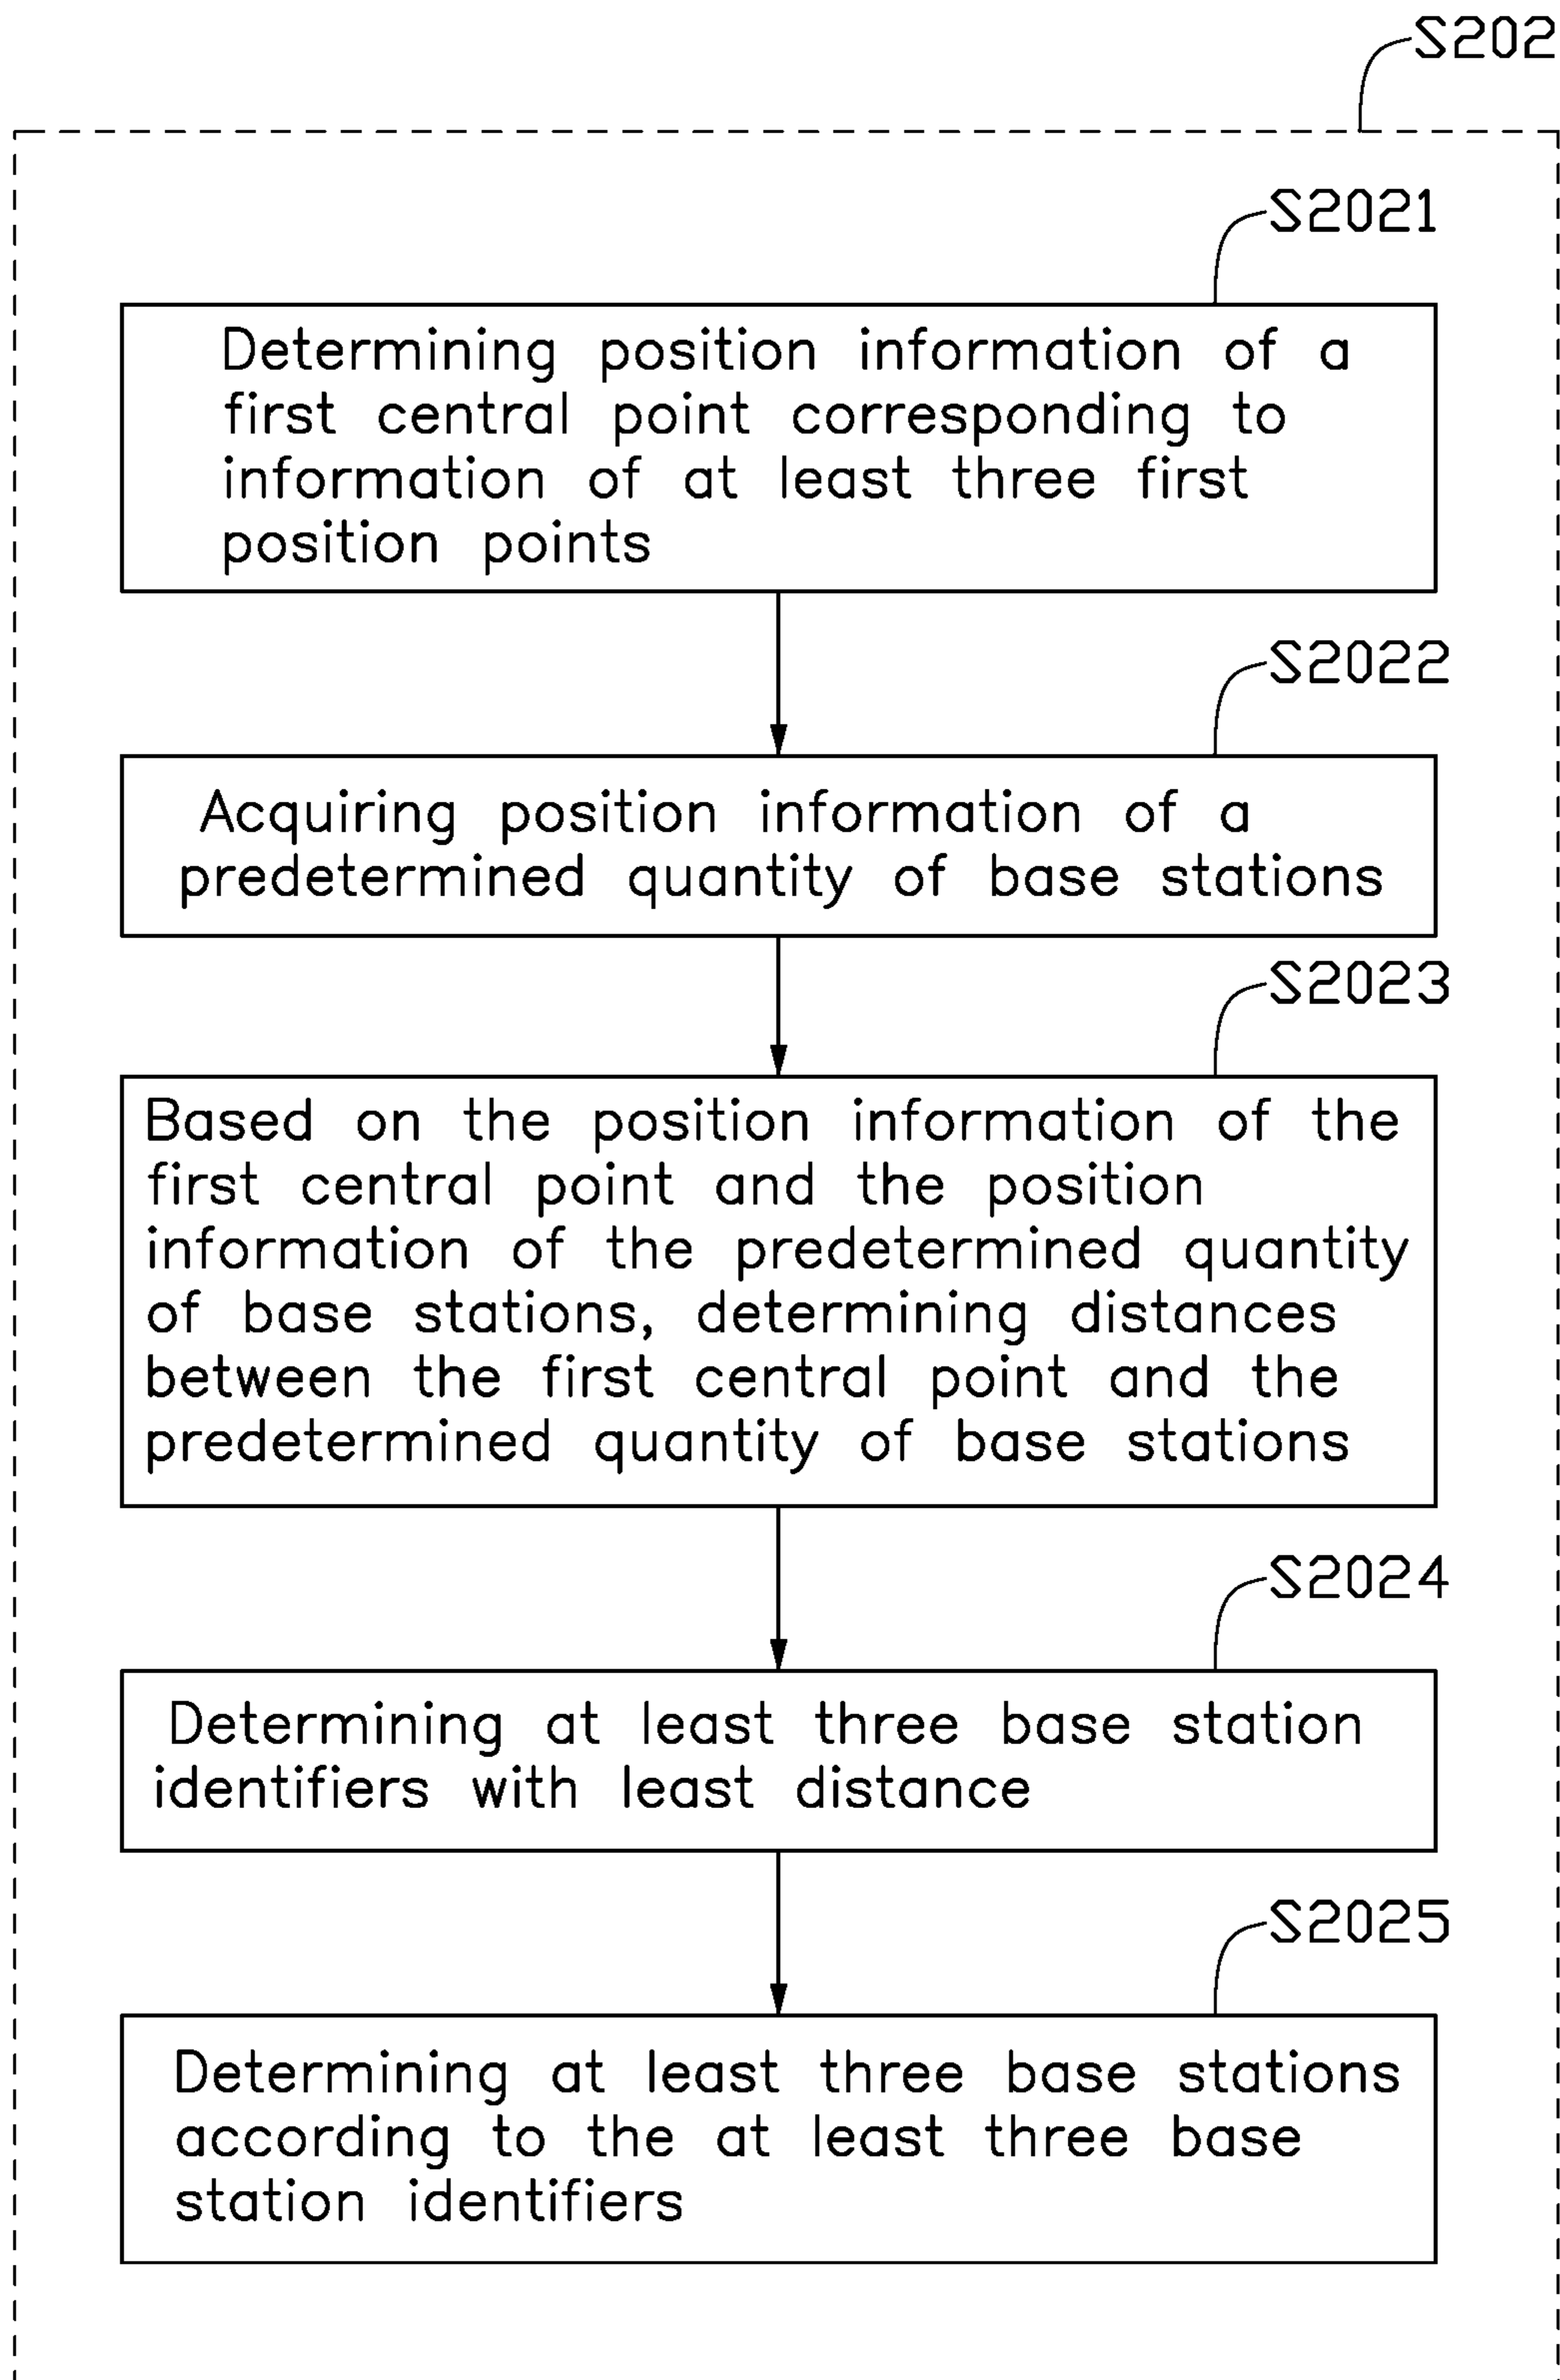 S202
S2021
Determining position information of a
first central point corresponding to
information of at least three first
position points
S2022
Acquiring position information of a
predetermined quantity of base stations
S2023
Based on the position information of the
first central point and the position
information of the predetermined quantity
of base stations, determining distances
between the first central point and the
predetermined quantity of base stations
S2024
Determining at least three base station
identifiers with least distance
S2025
Determining at least three base stations
according to the at least three base
station identifiers